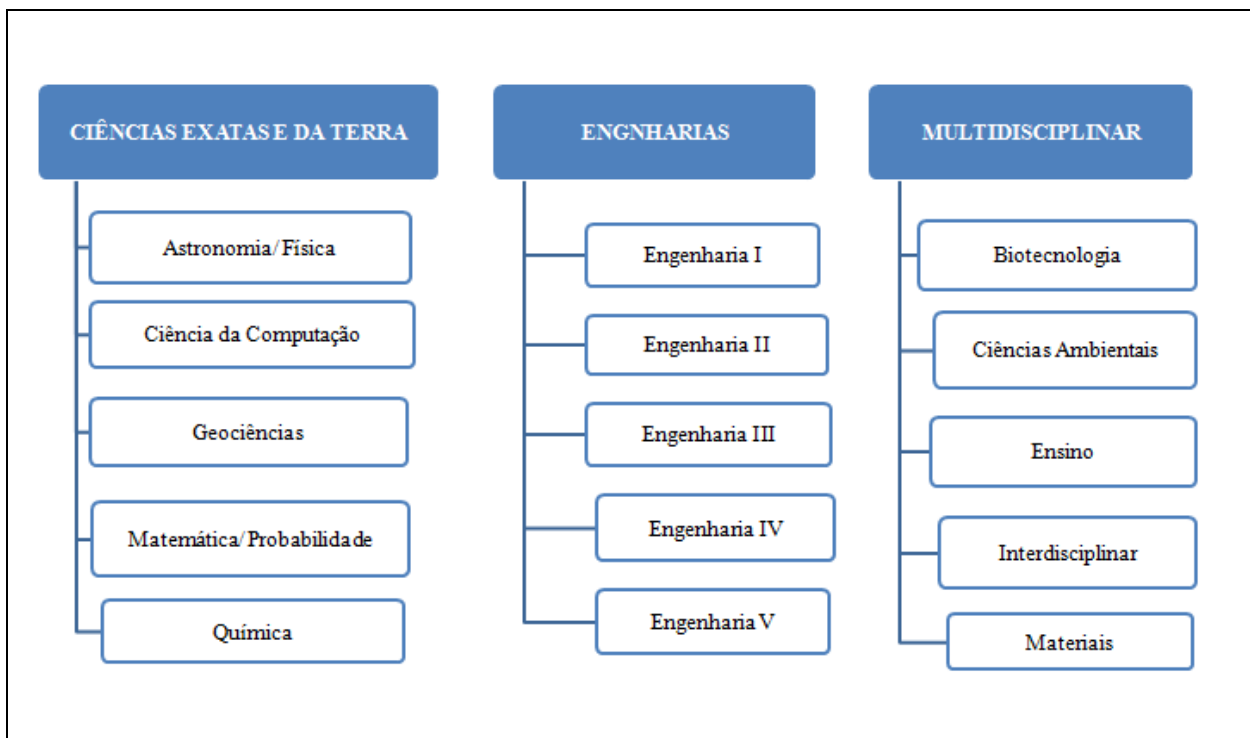 CIÊNCIAS EXATAS E DA TERRA
Astronomia/Física
Ciência da Computação
Geociências
Matemática/Probabilidade
Química
ENGNHARIAS
Engenharia I
Engenharia II
Engenharia III
Engenharia IV
Engenharia V
MULTIDISCIPLINAR
Biotecnologia
Ciências Ambientais
Ensino
Interdisciplinar
Materiais